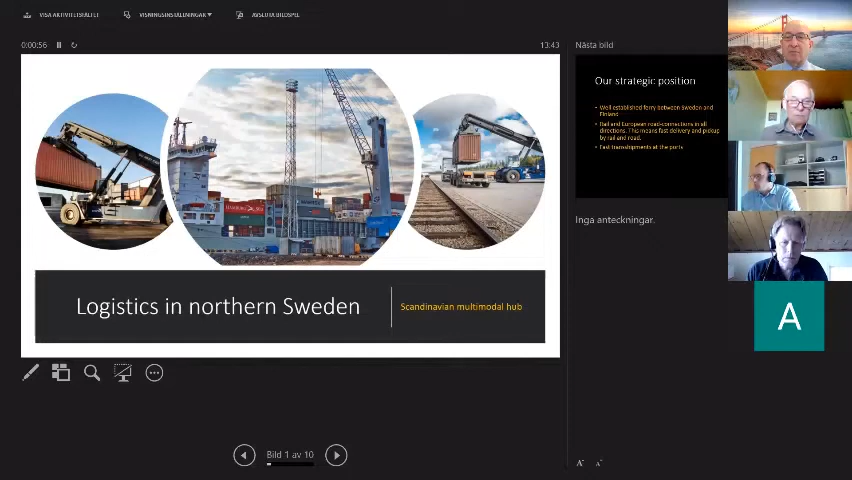 VISA AKTIVITETSFÄLTET
VISNINGSINSTÄLLNINGAR
AVSLUTA BILDSPEL
0:00:56
13:43
Nästa bild
Our strategic position
• Well established ferry between Sweden and
Finland
• Rail and European road-connections in all
directions. This means fast delivery and pickup
by rail and road.
• Fast transshipments at the ports
Inga anteckningar.
Logistics in northern Sweden
Scandinavian multimodal hub
A
Bild 1 av 10
A A